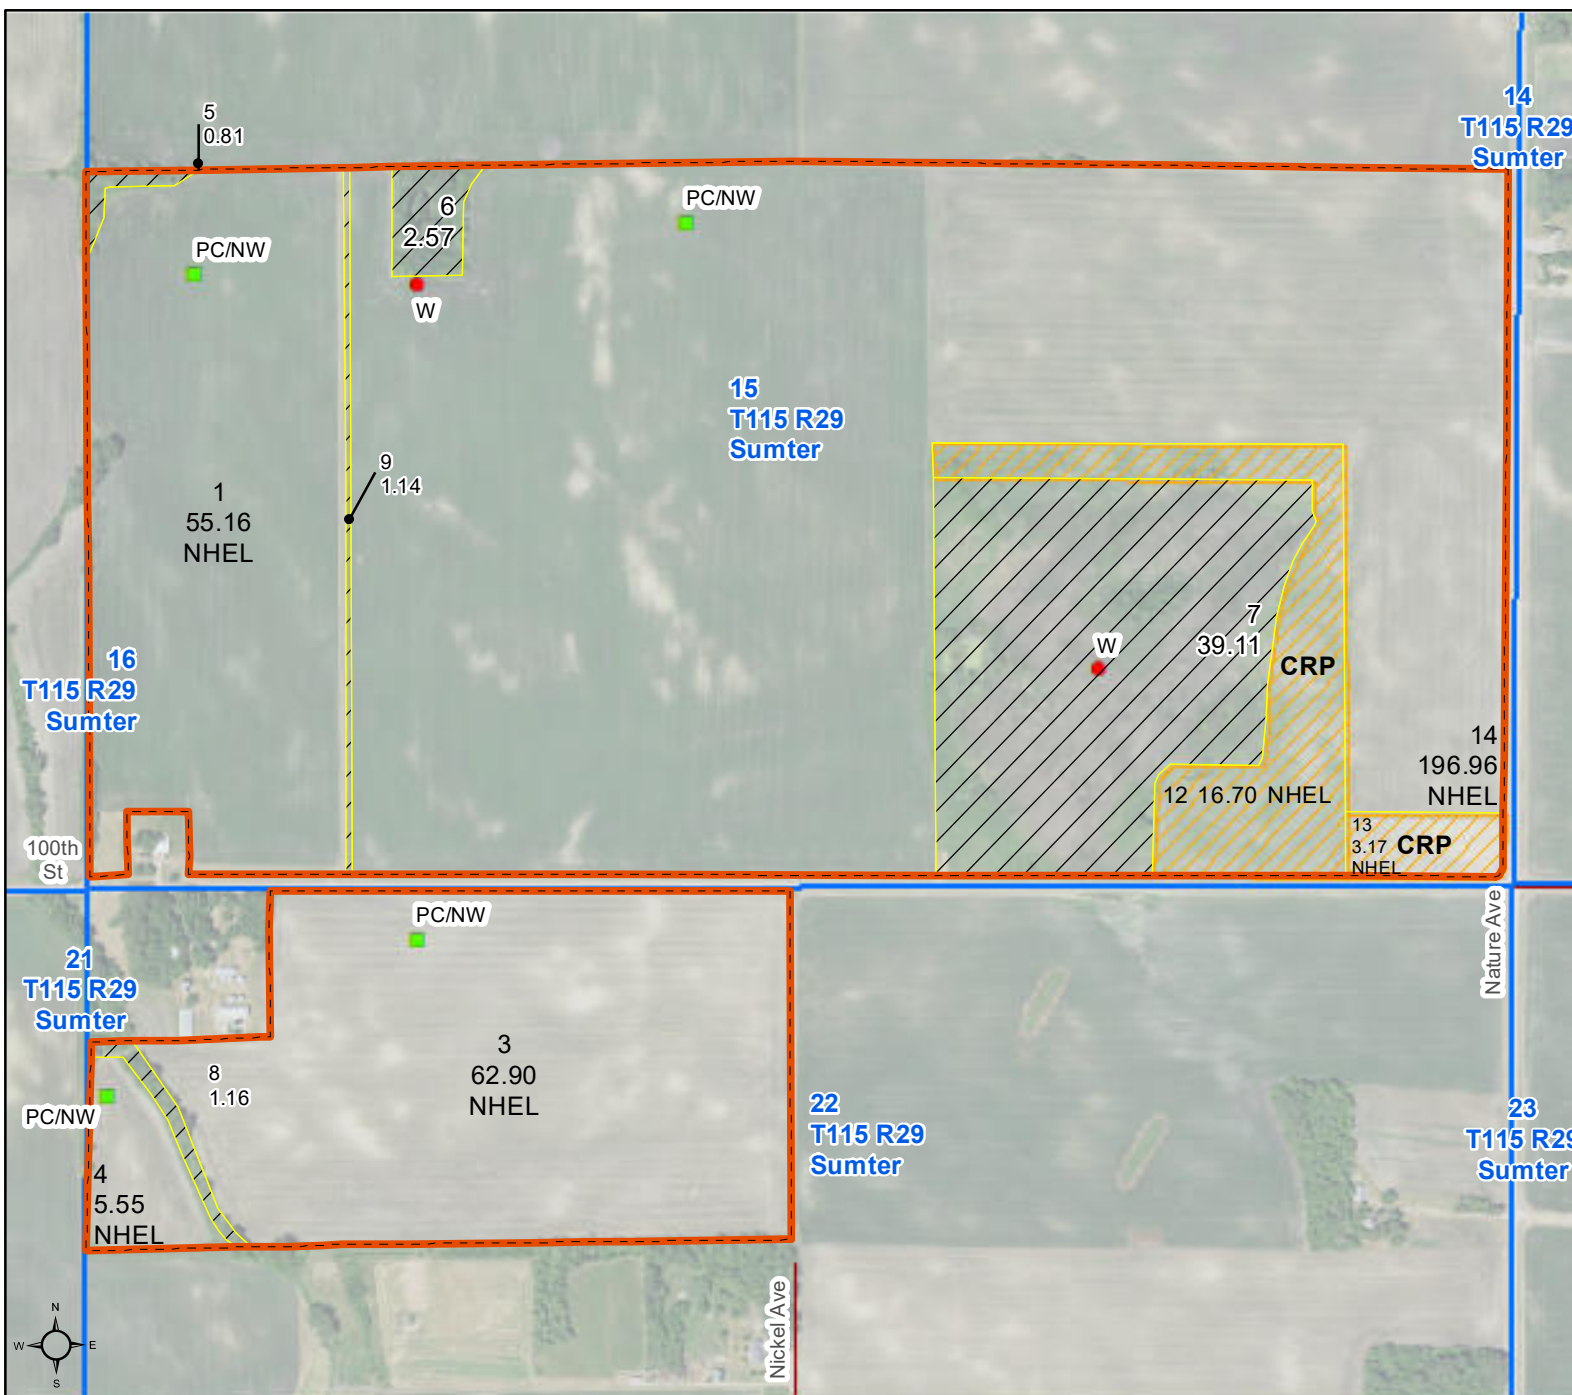 5
0.81
14
T115 R29
Sumter
PC/NW
6
2.57
PC/NW
W
15
T115 R29
Sumter
9
1.14
1
55.16
NHEL
7
39.11
W
CRP
16
T115 R29
Sumter
14
196.96
NHEL
12 16.70 NHEL
13
3.17
NHEL
CRP
100th
St
PC/NW
Nature Ave
21
T115 R29
Sumter
3
62.90
NHEL
8
1.16
PC/NW
22
T115 R29
Sumter
23
T115 R29
Sumter
4
5.55
NHEL
Nickel Ave
N
W
E
S